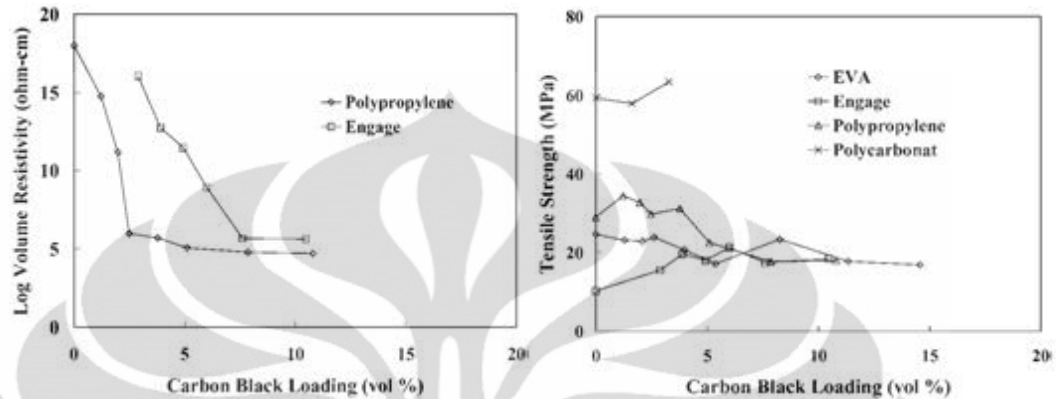 20
15
10
5
0
Log Volume Resistivity (ohm-cm)
Polypropylene
Engage
0 5 10 15 20
Carbon Black Loading (vol %)
80
60
40
20
0
Tensile Strength (MPa)
EVA
Engage
Polypropylene
Polycarbonat
0 5 10 15 20
Carbon Black Loading (vol %)